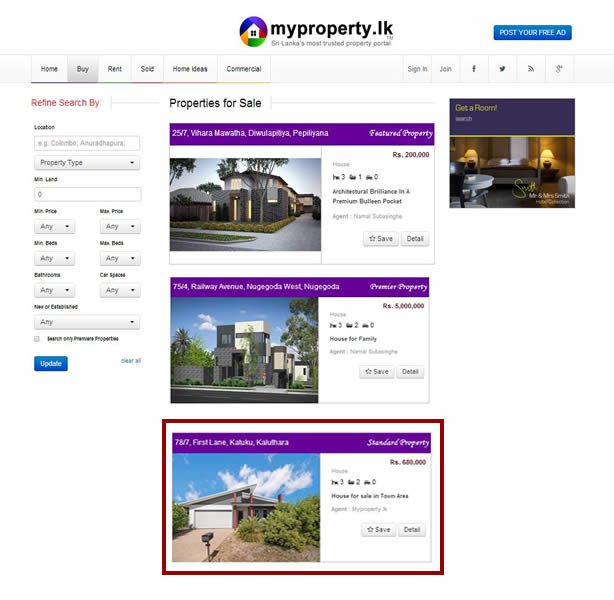 myproperty.lk
TM
Sri Lanka's most trusted property portal.
POST YOUR FREE AD
Home Buy Rent Sold Home Ideas Commercial Sign In Join
Refine Search By
Location
e.g: Colombo; Anuradhapura;
Property Type
Min. Land
0
Min. Price Max. Price
Any Any
Min. Beds Max. Beds
Any Any
Bathrooms Car Spaces
Any Any
New or Established
Any
Search only Premiere Properties
Update clear all
Properties for Sale
25/7, Vihara Mawatha, Diwulapitiya, Pepiliyana Featured Property
Rs. 200,000
House
3 1 0
Architectural Brilliance In A
Premium Bulleen Pocket
Agent : Namal Subasinghe
Save Detail
75/4, Railway Avenue, Nugegoda West, Nugegoda Premier Property
Rs. 5,000,000
House
3 2 0
House for Family
Agent : Namal Subasinghe
Save Detail
78/7, First Lane, Katuku, Kaluthara Standard Property
Rs. 680,000
House
3 2 0
House for sale in Town Area
Agent : Myproperty.lk
Save Detail
Get a Room!
Smith
Mr & Mrs Smith
Hotel Collection